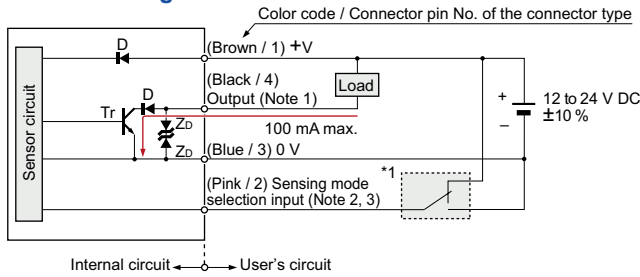 Color code / Connector pin No. of the connector type
D
(Brown / 1) +V
(Black / 4)
Output (Note 1)
Load
D
Tr
ZD
ZD
100 mA max.
+
–
12 to 24 V DC
±10 %
Sensor circuit
(Blue / 3) 0 V
*1
(Pink / 2) Sensing mode
selection input (Note 2, 3)
Internal circuit
User's circuit